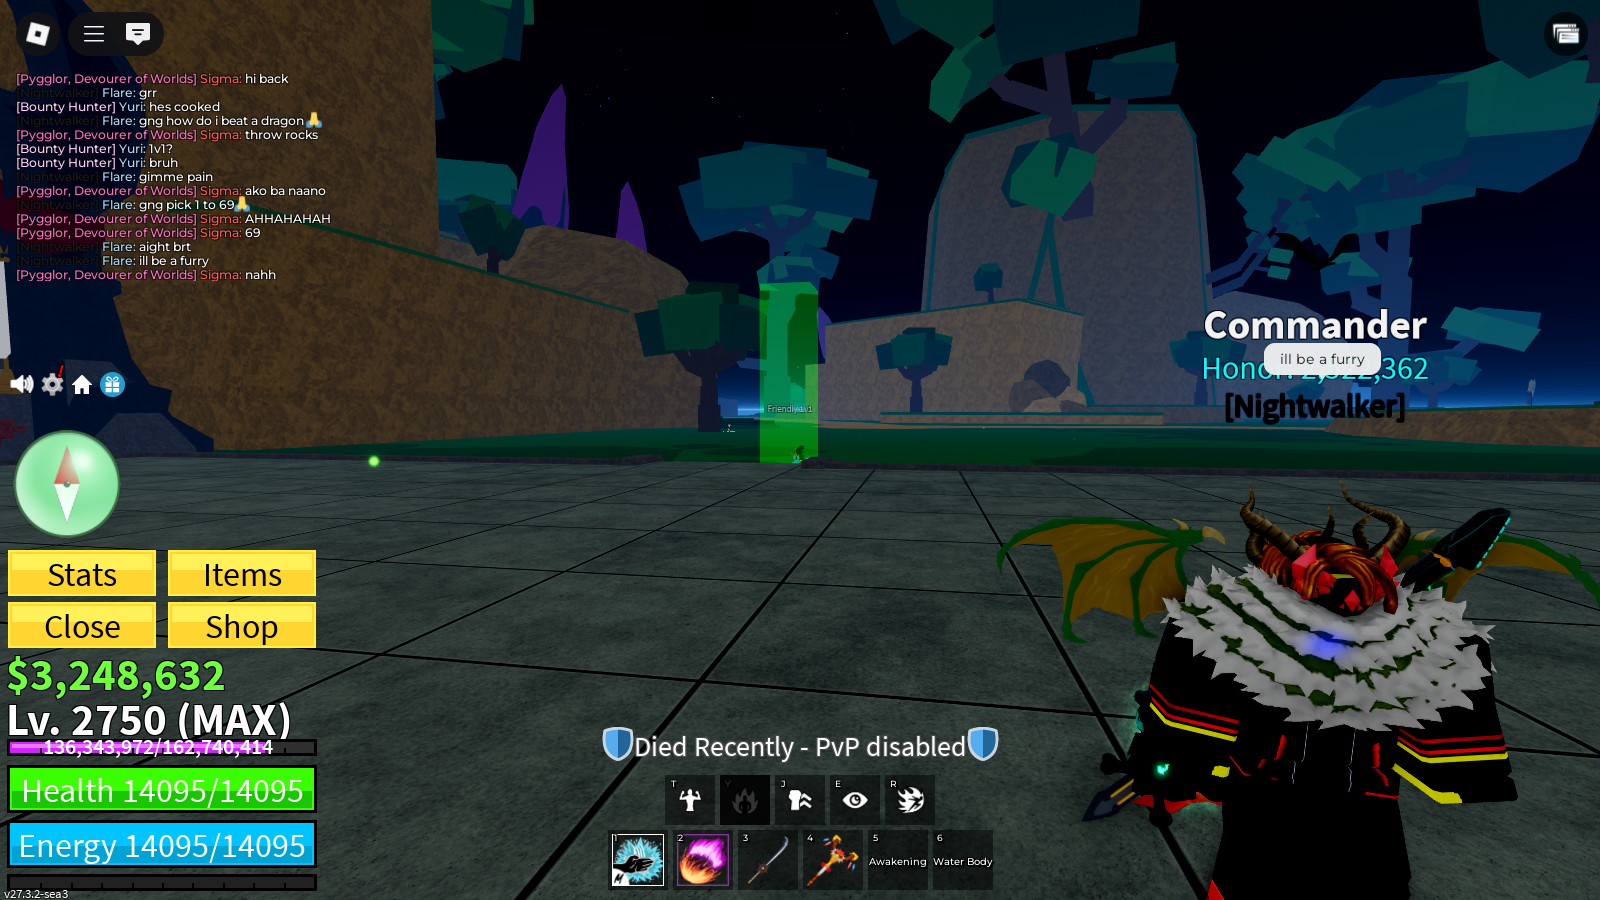 [Pygglor, Devourer of Worlds] Sigma: hi back
[Nightwalker] Flare: grr
[Bounty Hunter] Yuri: hes cooked
[Nightwalker] Flare: gng how do i beat a dragon🙏
[Pygglor, Devourer of Worlds] Sigma: throw rocks
[Bounty Hunter] Yuri: 1v1?
[Bounty Hunter] Yuri: bruh
[Nightwalker] Flare: gimme pain
[Pygglor, Devourer of Worlds] Sigma: ako ba naano
[Nightwalker] Flare: gng pick 1 to 69🙏
[Pygglor, Devourer of Worlds] Sigma: AHHAHAHAH
[Pygglor, Devourer of Worlds] Sigma: 69
[Nightwalker] Flare: aight brt
[Nightwalker] Flare: ill be a furry
[Pygglor, Devourer of Worlds] Sigma: nahh
Commander
ill be a furry
Honor: 2,322,362
[Nightwalker]
Stats
Items
Close
Shop
$3,248,632
Lv. 2750 (MAX)
136,343,972/162,740,414
Health 14095/14095
Energy 14095/14095
v27.3.2-sea3
Died Recently - PvP disabled
T
Y
J
E
R
1
2
3
4
5
6
M
Awakening
Water Body